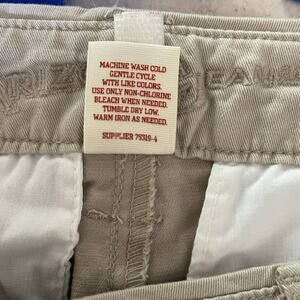 MACHINE WASH COLD
GENTLE CYCLE
WITH LIKE COLORS.
USE ONLY NON-CHLORINE
BLEACH WHEN NEEDED.
TUMBLE DRY LOW.
WARM IRON AS NEEDED.
SUPPLIER 75319-4